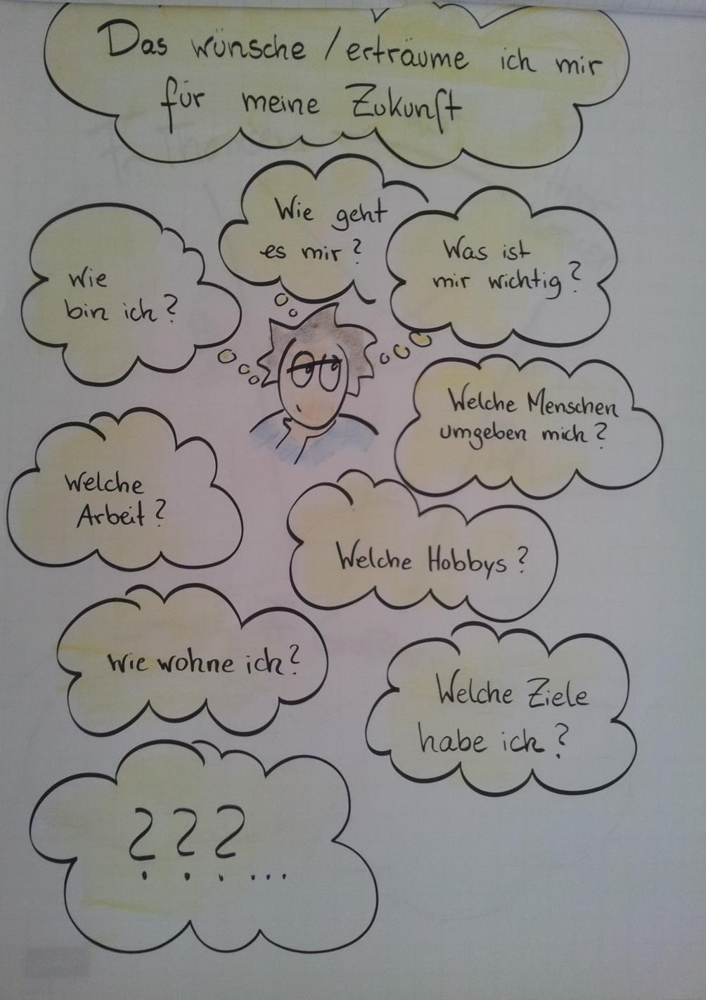 Das wünsche / erträume ich mir
für meine Zukunft
Wie geht
es mir?
Wie
bin ich?
Was ist
mir wichtig?
Welche Menschen
umgeben mich?
Welche
Arbeit?
Welche Hobbys?
Wie wohne ich?
Welche Ziele
habe ich?
???...